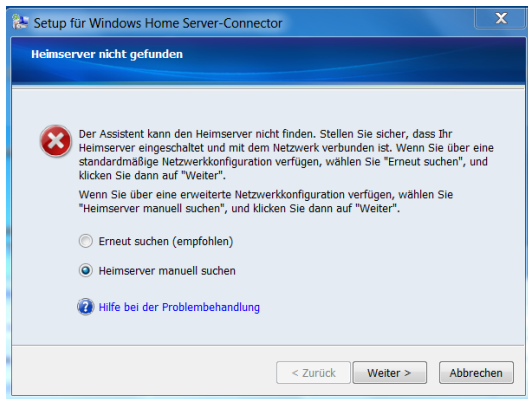 Setup für Windows Home Server-Connector
X
Heimserver nicht gefunden
Der Assistent kann den Heimserver nicht finden. Stellen Sie sicher, dass Ihr
Heimserver eingeschaltet und mit dem Netzwerk verbunden ist. Wenn Sie über eine
standardmäßige Netzwerkkonfiguration verfügen, wählen Sie "Erneut suchen", und
klicken Sie dann auf "Weiter".
Wenn Sie über eine erweiterte Netzwerkkonfiguration verfügen, wählen Sie
"Heimserver manuell suchen", und klicken Sie dann auf "Weiter".
Erneut suchen (empfohlen)
Heimserver manuell suchen
Hilfe bei der Problembehandlung
< Zurück Weiter > Abbrechen